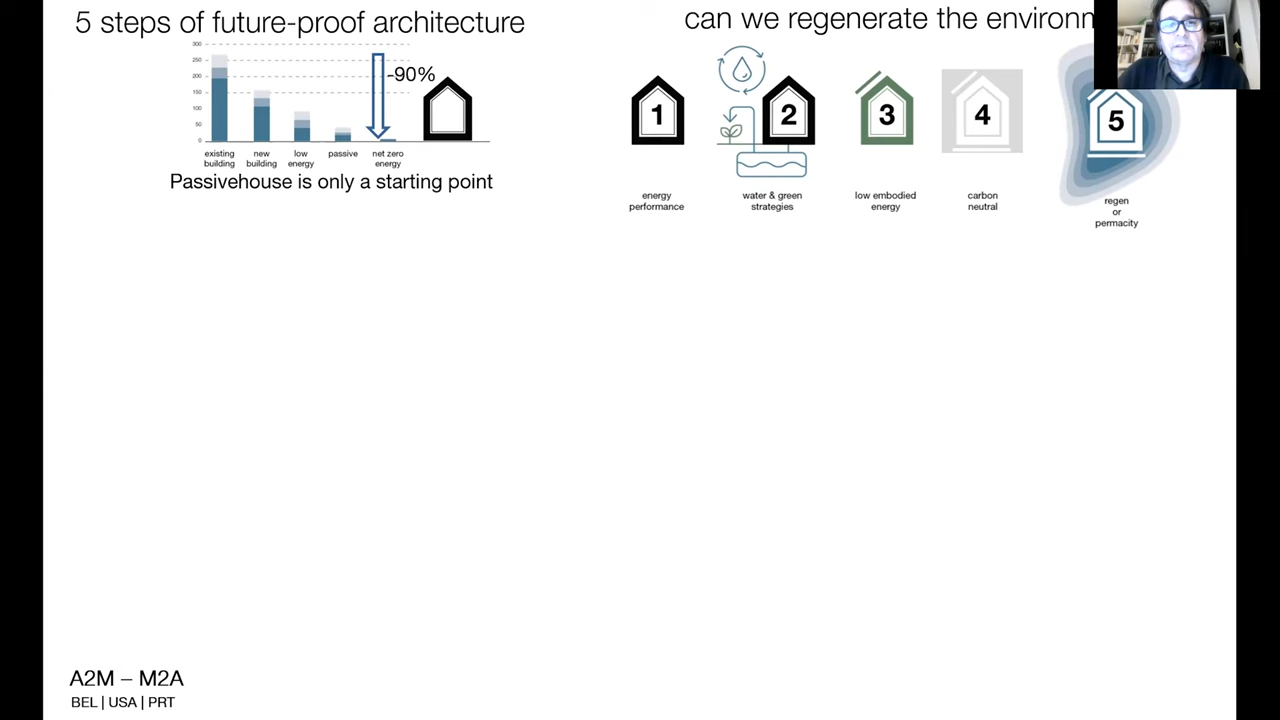 5 steps of future-proof architecture
300
250
200
150
100
50
0
-90%
existing
building
new
building
low
energy
passive
net zero
energy
Passivehouse is only a starting point
can we regenerate the environm
1
2
3
4
5
energy
performance
water & green
strategies
low embodied
energy
carbon
neutral
regen
or
permacity
A2M – M2A
BEL | USA | PRT